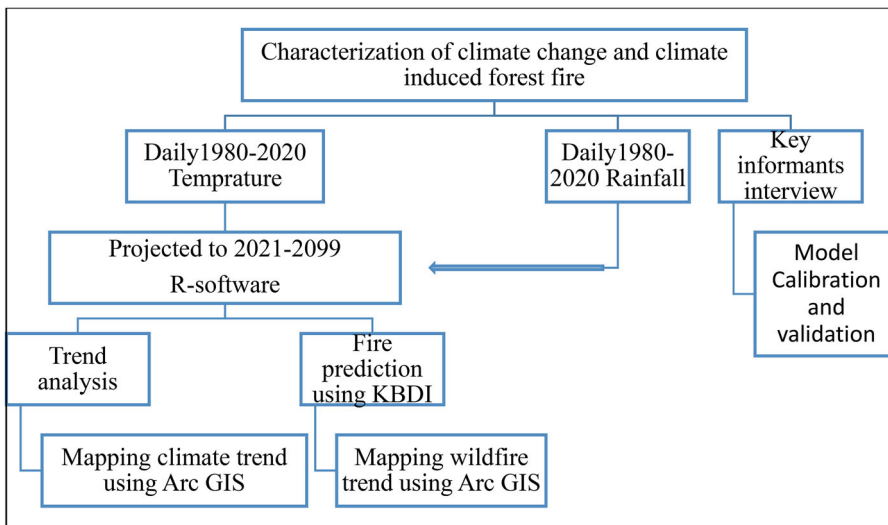 Characterization of climate change and climate
induced forest fire
Daily1980-2020
Temprature
Daily1980-
2020 Rainfall
Key
informants
interview
Projected to 2021-2099
R-software
Model
Calibration
and
validation
Trend
analysis
Fire
prediction
using KBDI
Mapping climate trend
using Arc GIS
Mapping wildfire
trend using Arc GIS